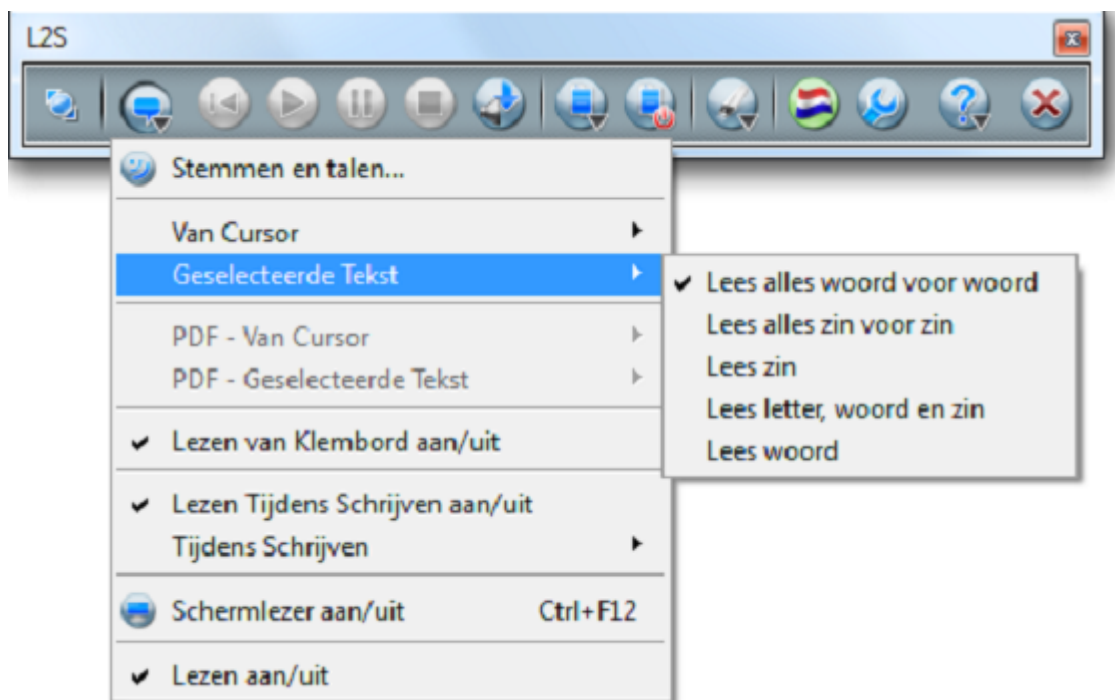 L2S
Stemmen en talen...
Van Cursor
Geselecteerde Tekst
Lees alles woord voor woord
Lees alles zin voor zin
Lees zin
Lees letter, woord en zin
Lees woord
PDF - Van Cursor
PDF - Geselecteerde Tekst
Lezen van Klembord aan/uit
Lezen Tijdens Schrijven aan/uit
Tijdens Schrijven
Schermlezer aan/uit Ctrl+F12
Lezen aan/uit